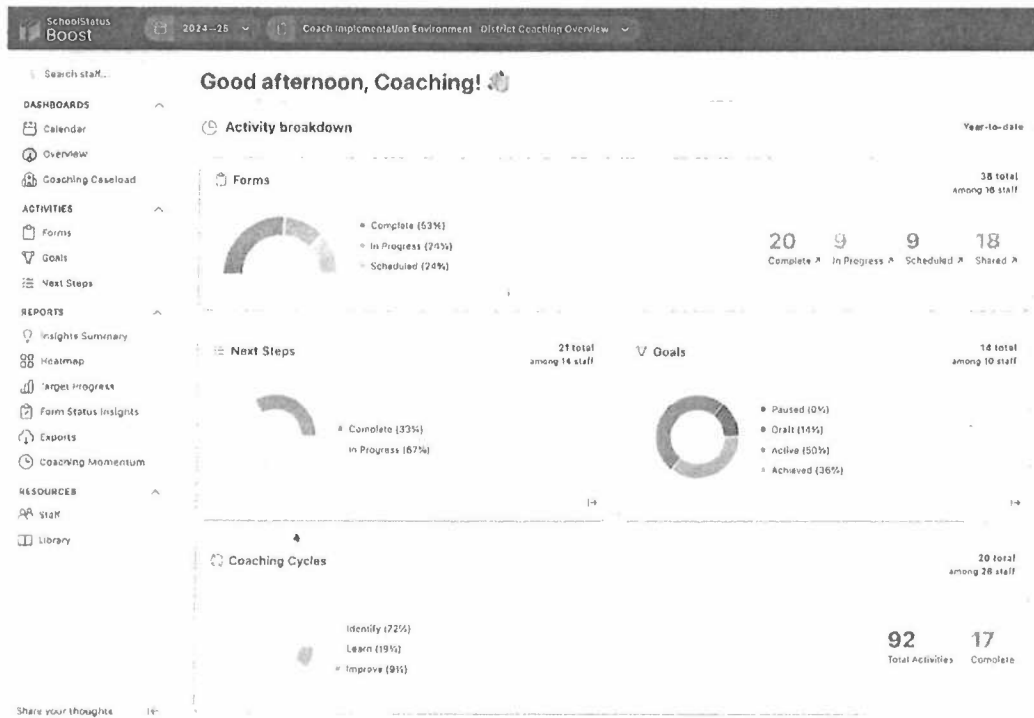 SchoolStatus
Boost
2024–25
Coach Implementation Environment District Coaching Overview
Search staff...
Good afternoon, Coaching! 👋
DASHBOARDS
Calendar
Overview
Coaching Caseload
ACTIVITIES
Forms
Goals
Next Steps
REPORTS
Insights Summary
Heatmap
Target Progress
Form Status Insights
Exports
Coaching Momentum
RESOURCES
Staff
Library
Share your thoughts
Activity breakdown
Year-to-date
Forms
38 total
among 16 staff
Complete (53%)
In Progress (24%)
Scheduled (24%)
20 9 9 18
Complete ↗ In Progress ↗ Scheduled ↗ Shared ↗
Next Steps
21 total
among 14 staff
Complete (33%)
In Progress (67%)
Goals
14 total
among 10 staff
Paused (0%)
Draft (14%)
Active (50%)
Achieved (36%)
Coaching Cycles
20 total
among 26 staff
Identify (72%)
Learn (19%)
Improve (9%)
92 17
Total Activities Complete